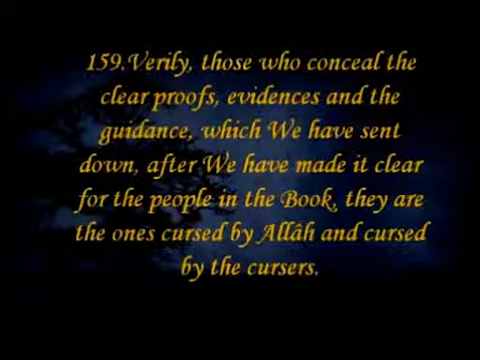 159.Verily, those who conceal the
clear proofs, evidences and the
guidance, which We have sent
down, after We have made it clear
for the people in the Book, they are
the ones cursed by Allâh and cursed
by the cursers.